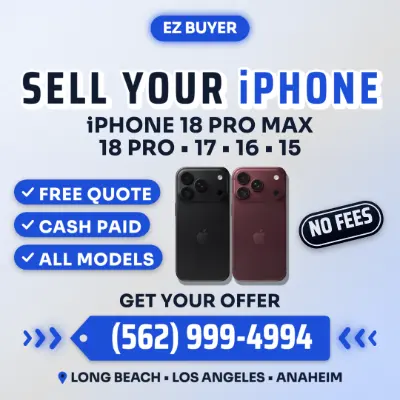 EZ BUYER
SELL YOUR iPHONE
iPHONE 18 PRO MAX
18 PRO ▪ 17 ▪ 16 ▪ 15
✓ FREE QUOTE
✓ CASH PAID
✓ ALL MODELS
NO FEES
GET YOUR OFFER
(562) 999-4994
LONG BEACH ▪ LOS ANGELES ▪ ANAHEIM